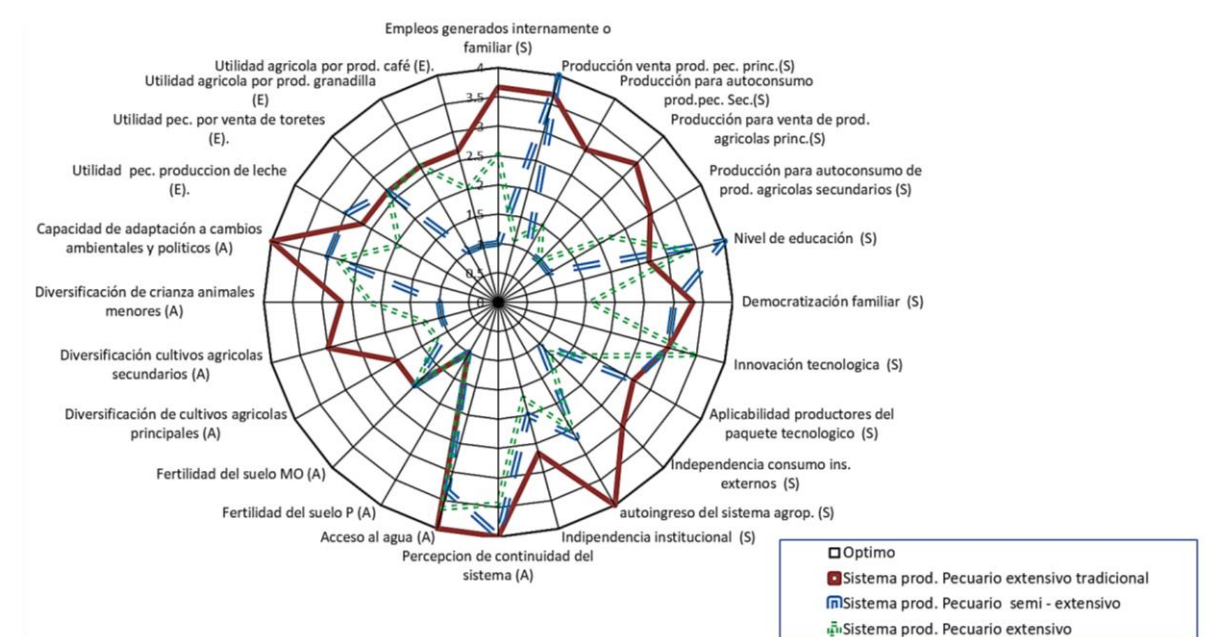 Empleos generados internamente o
familiar (S)
Producción venta prod. pec. princ.(S)
Producción para autoconsumo
prod.pec. Sec.(S)
Producción para venta de prod.
agricolas princ.(S)
Producción para autoconsumo de
prod. agricolas secundarios (S)
Nivel de educación (S)
Democratización familiar (S)
Innovación tecnologica (S)
Aplicabilidad productores del
paquete tecnologico (S)
Independencia consumo ins.
externos (S)
autoingreso del sistema agrop. (S)
Indipendencia institucional (S)
Percepcion de continuidad del
sistema (A)
Acceso al agua (A)
Fertilidad del suelo P (A)
Fertilidad del suelo MO (A)
Diversificación de cultivos agricolas
principales (A)
Diversificación cultivos agricolas
secundarios (A)
Diversificación de crianza animales
menores (A)
Capacidad de adaptación a cambios
ambientales y politicos (A)
Utilidad pec. produccion de leche
(E).
Utilidad pec. por venta de toretes
(E).
Utilidad agricola por prod. granadilla
(E)
Utilidad agricola por prod. café (E).
4
3.5
3
2.5
2
1.5
1
0.5
0
Optimo
Sistema prod. Pecuario extensivo tradicional
Sistema prod. Pecuario semi - extensivo
Sistema prod. Pecuario extensivo